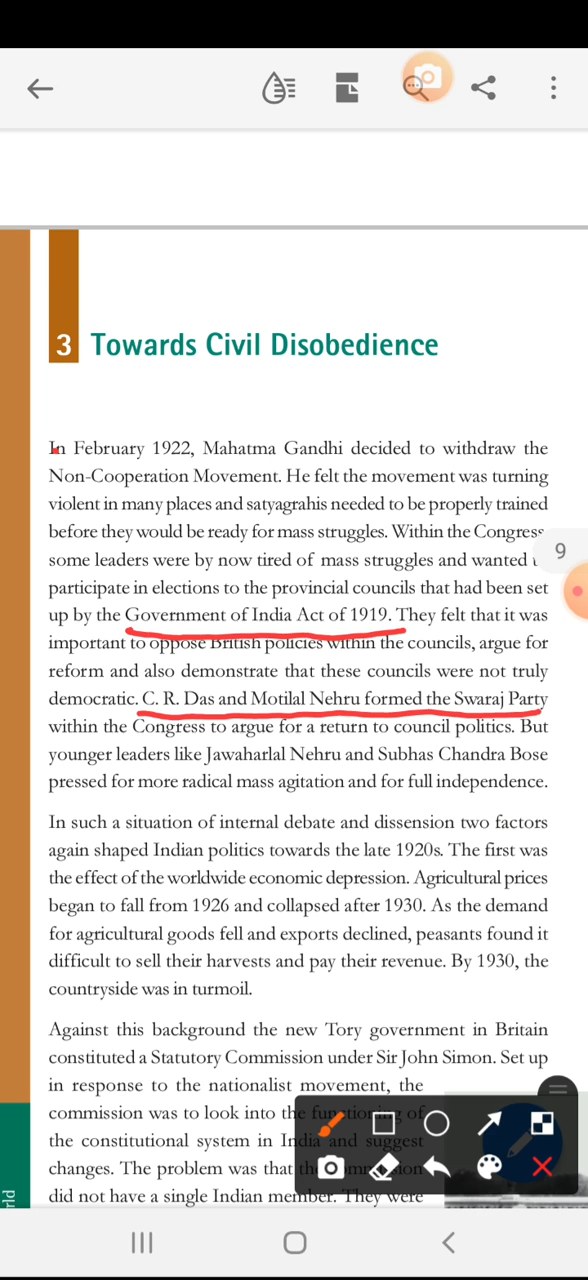 3 Towards Civil Disobedience
In February 1922, Mahatma Gandhi decided to withdraw the
Non-Cooperation Movement. He felt the movement was turning
violent in many places and satyagrahis needed to be properly trained
before they would be ready for mass struggles. Within the Congress
some leaders were by now tired of mass struggles and wanted
9
participate in elections to the provincial councils that had been set
up by the Government of India Act of 1919. They felt that it was
important to oppose British policies within the councils, argue for
reform and also demonstrate that these councils were not truly
democratic. C. R. Das and Motilal Nehru formed the Swaraj Party
within the Congress to argue for a return to council politics. But
younger leaders like Jawaharlal Nehru and Subhas Chandra Bose
pressed for more radical mass agitation and for full independence.
In such a situation of internal debate and dissension two factors
again shaped Indian politics towards the late 1920s. The first was
the effect of the worldwide economic depression. Agricultural prices
began to fall from 1926 and collapsed after 1930. As the demand
for agricultural goods fell and exports declined, peasants found it
difficult to sell their harvests and pay their revenue. By 1930, the
countryside was in turmoil.
Against this background the new Tory government in Britain
constituted a Statutory Commission under Sir John Simon. Set up
in response to the nationalist movement, the
commission was to look into the functioning of
the constitutional system in India and suggest
changes. The problem was that the commission
did not have a single Indian member. They were
rld